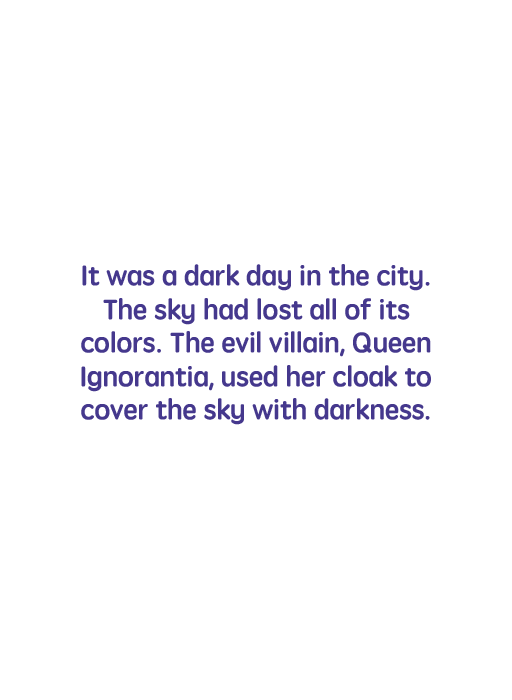 It was a dark day in the city.
The sky had lost all of its
colors. The evil villain, Queen
Ignorantia, used her cloak to
cover the sky with darkness.